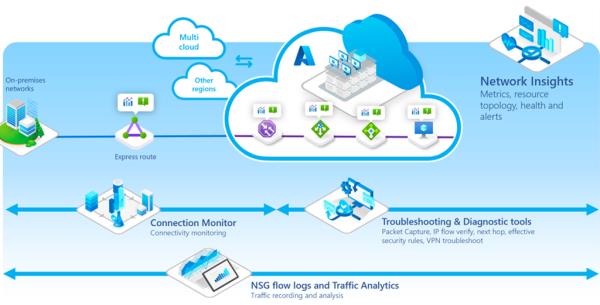 Multi
cloud
Other
regions
On-premises
networks
Express route
Network Insights
Metrics, resource
topology, health and
alerts
Connection Monitor
Connectivity monitoring
Troubleshooting & Diagnostic tools
Packet Capture, IP flow verify, next hop, effective
security rules, VPN troubleshoot
NSG flow logs and Traffic Analytics
Traffic recording and analysis